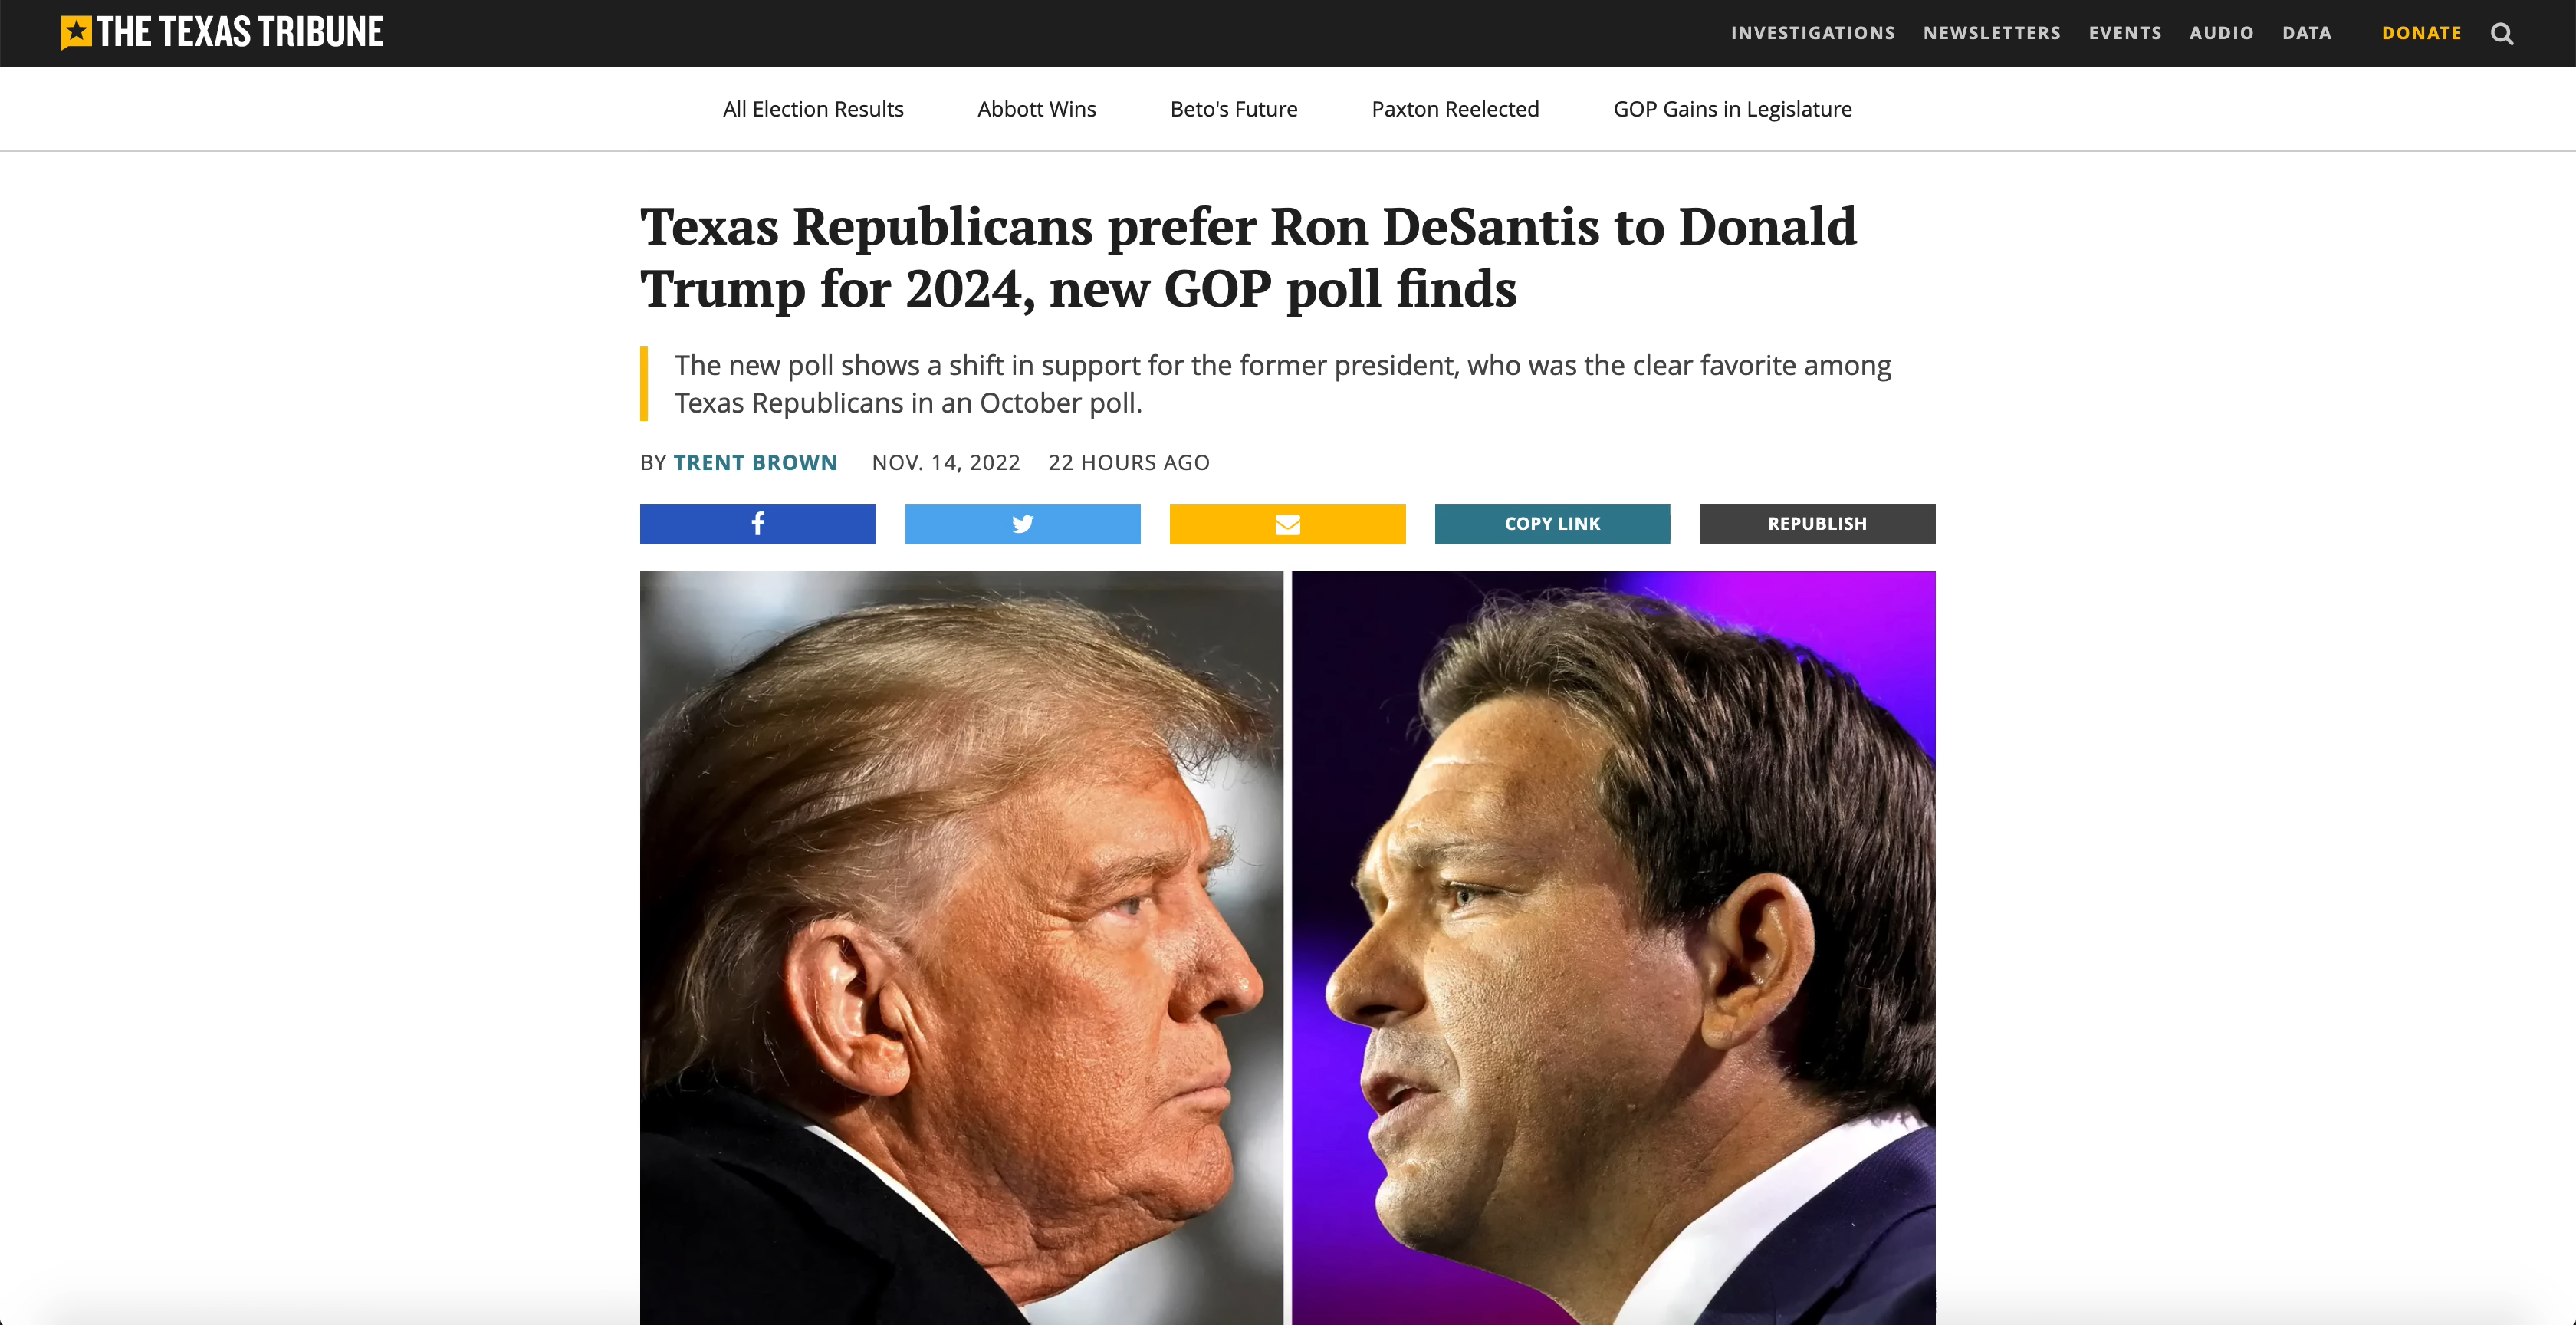 THE TEXAS TRIBUNE
INVESTIGATIONS NEWSLETTERS EVENTS AUDIO DATA DONATE
All Election Results Abbott Wins Beto's Future Paxton Reelected GOP Gains in Legislature
Texas Republicans prefer Ron DeSantis to Donald
Trump for 2024, new GOP poll finds
The new poll shows a shift in support for the former president, who was the clear favorite among
Texas Republicans in an October poll.
BY TRENT BROWN NOV. 14, 2022 22 HOURS AGO
COPY LINK REPUBLISH